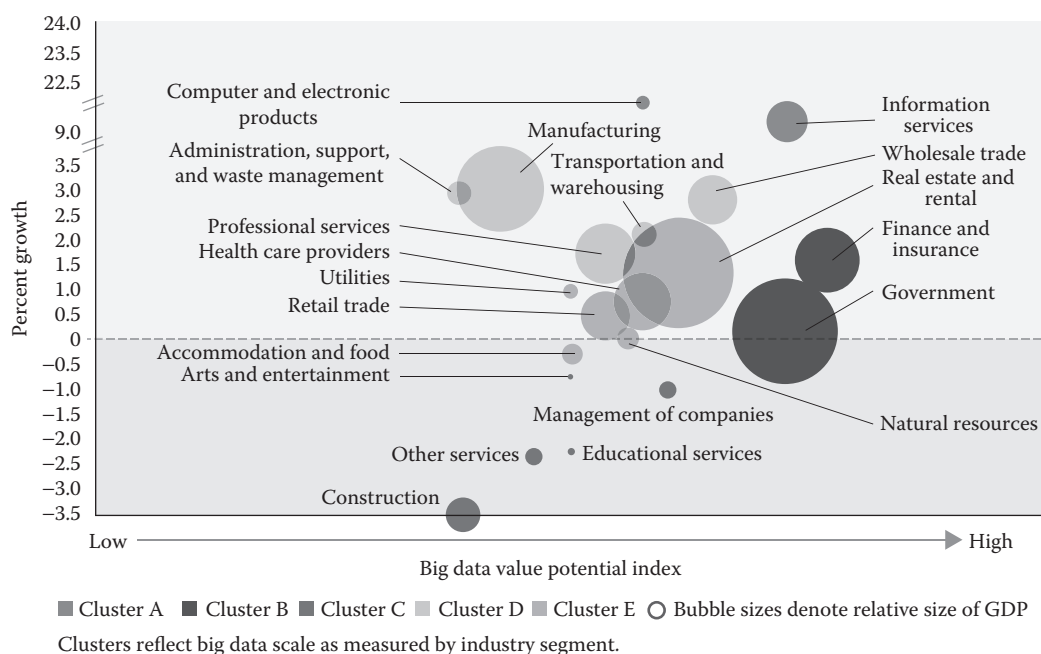 24.0
23.5
22.5
9.0
3.5
3.0
2.5
2.0
1.5
1.0
0.5
0
–0.5
–1.0
–1.5
–2.0
–2.5
–3.0
–3.5
Percent growth
Computer and electronic
products
Administration, support,
and waste management
Manufacturing
Transportation and
warehousing
Information
services
Wholesale trade
Real estate and
rental
Professional services
Health care providers
Utilities
Retail trade
Finance and
insurance
Government
Accommodation and food
Arts and entertainment
Management of companies
Natural resources
Other services
Educational services
Construction
Low
High
Big data value potential index
Cluster A
Cluster B
Cluster C
Cluster D
Cluster E
Bubble sizes denote relative size of GDP
Clusters reflect big data scale as measured by industry segment.